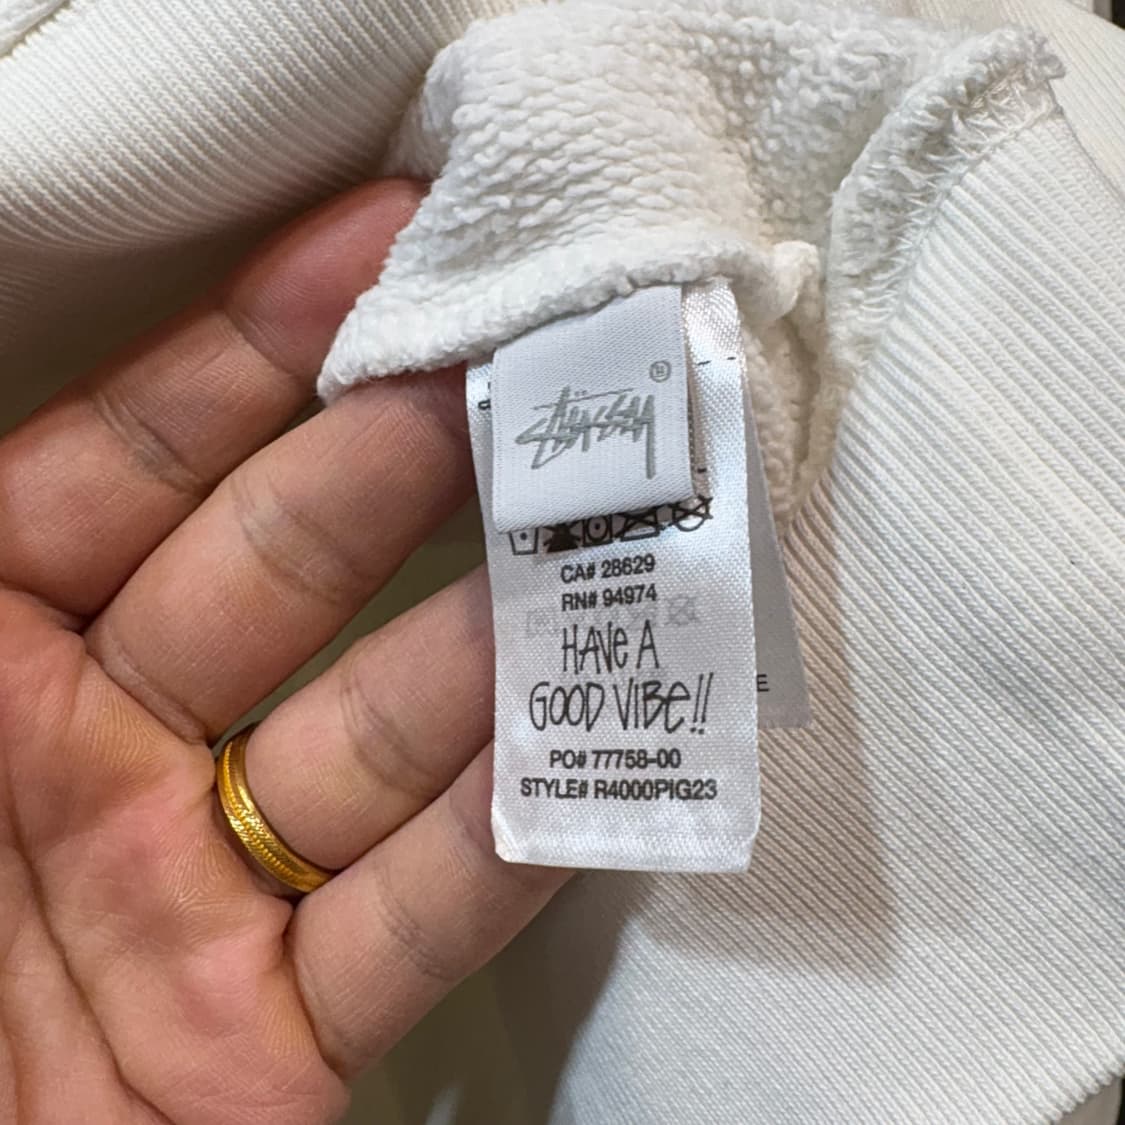 STÜSSY ®
CA# 28629
RN# 94974
HAVE A
GOOD VIBE!!
E
PO# 77758-00
STYLE# R4000PIG23